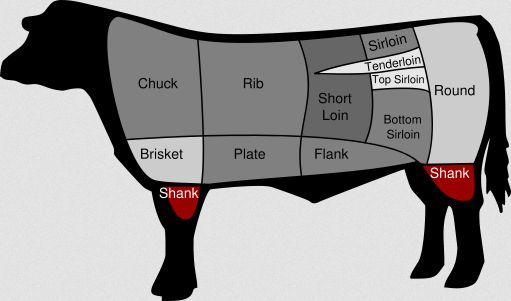 Sirloin
Tenderloin
Top Sirloin
Chuck
Rib
Short
Loin
Round
Bottom
Sirloin
Brisket
Plate
Flank
Shank
Shank